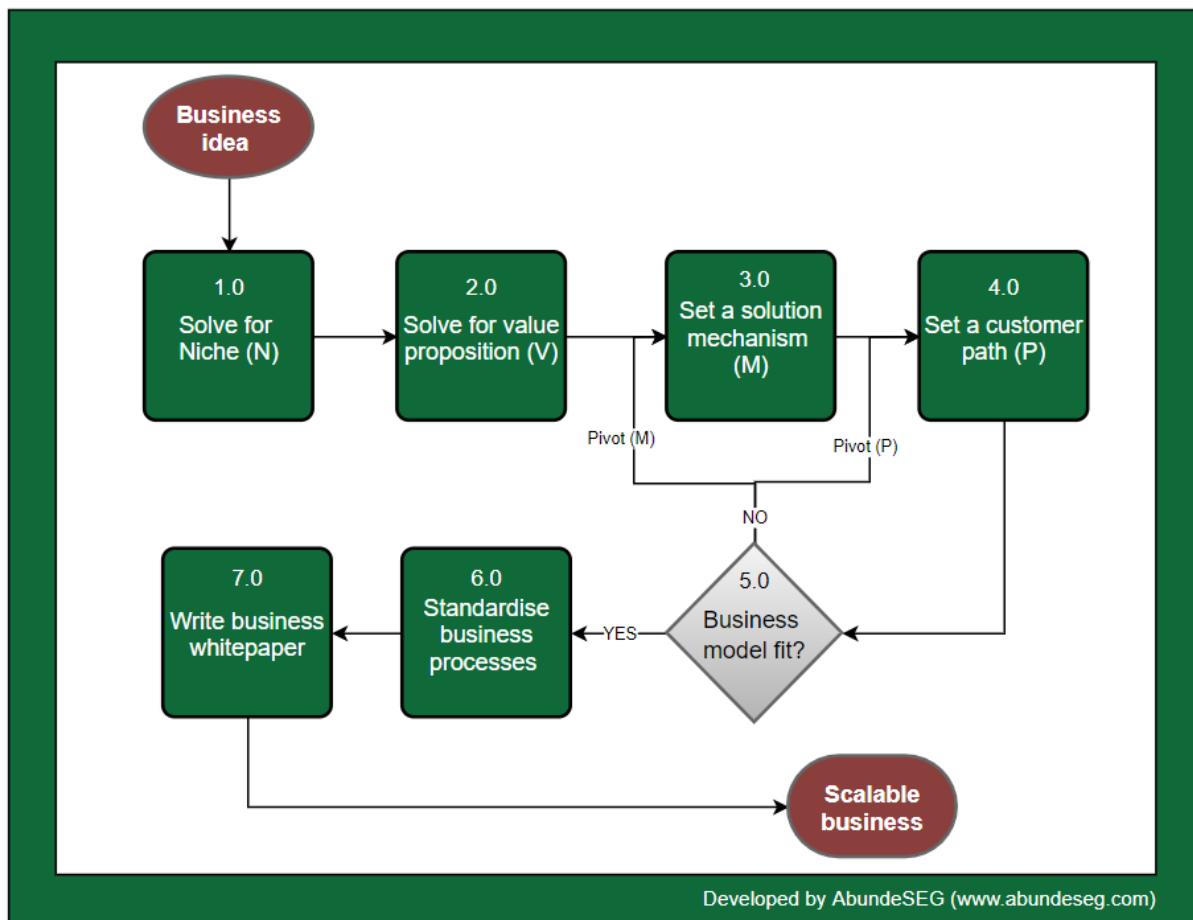 Business
idea
1.0
Solve for
Niche (N)
2.0
Solve for value
proposition (V)
3.0
Set a solution
mechanism
(M)
4.0
Set a customer
path (P)
Pivot (M)
Pivot (P)
NO
5.0
Business
model fit?
YES
6.0
Standardise
business
processes
7.0
Write business
whitepaper
Scalable
business
Developed by AbundeSEG (www.abundeseg.com)